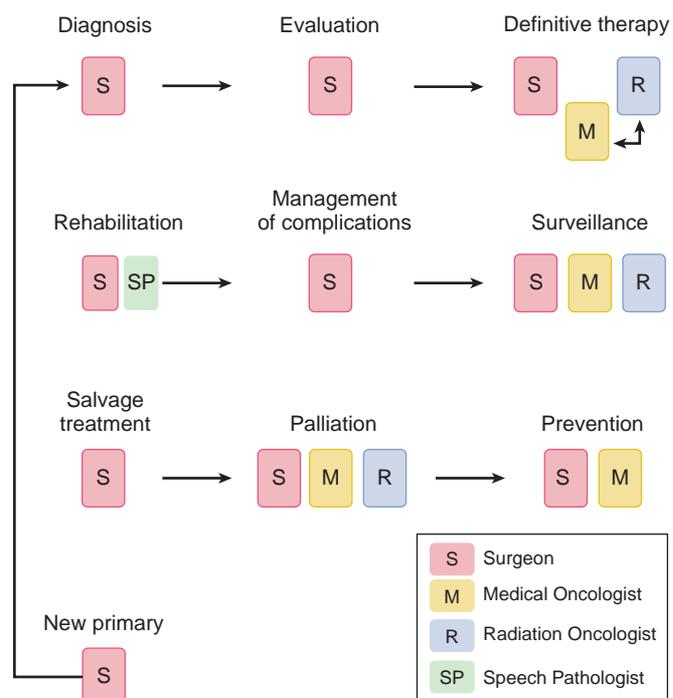 Diagnosis
Evaluation
Definitive therapy
S
S
S
R
M
Rehabilitation
Management
of complications
Surveillance
S
SP
S
S
M
R
Salvage
treatment
Palliation
Prevention
S
S
M
R
S
M
New primary
S
S Surgeon
M Medical Oncologist
R Radiation Oncologist
SP Speech Pathologist